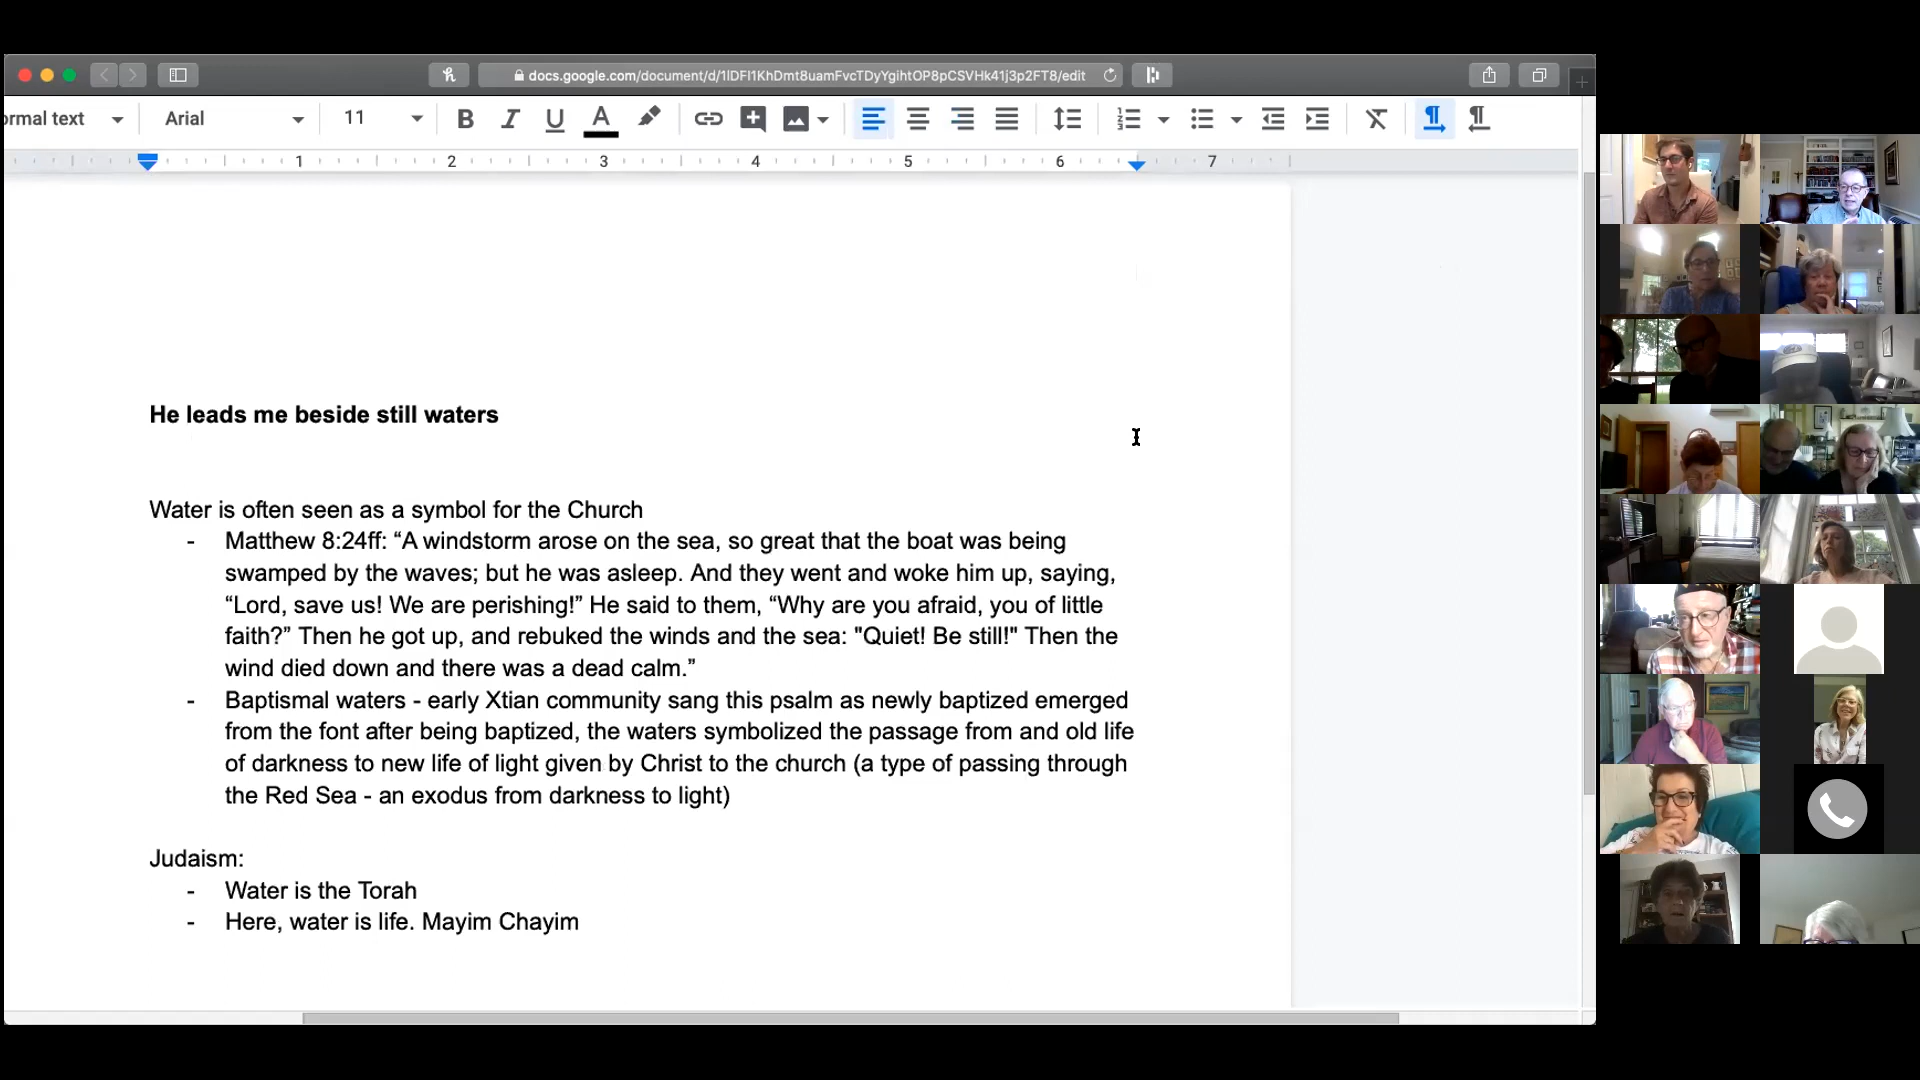 docs.google.com/document/d/1lDFl1KhDmt8uamFvcTDyYgihtOP8pCSVHk41j3p2FT8/edit
ormal text Arial 11 B I U A
1 2 3 4 5 6 7
He leads me beside still waters
Water is often seen as a symbol for the Church
- Matthew 8:24ff: “A windstorm arose on the sea, so great that the boat was being
swamped by the waves; but he was asleep. And they went and woke him up, saying,
“Lord, save us! We are perishing!” He said to them, “Why are you afraid, you of little
faith?” Then he got up, and rebuked the winds and the sea: "Quiet! Be still!" Then the
wind died down and there was a dead calm.”
- Baptismal waters - early Xtian community sang this psalm as newly baptized emerged
from the font after being baptized, the waters symbolized the passage from and old life
of darkness to new life of light given by Christ to the church (a type of passing through
the Red Sea - an exodus from darkness to light)
Judaism:
- Water is the Torah
- Here, water is life. Mayim Chayim